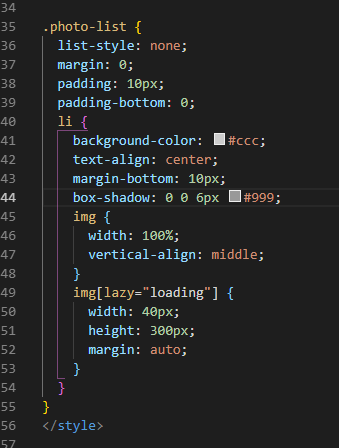 34
35 .photo-list {
36 list-style: none;
37 margin: 0;
38 padding: 10px;
39 padding-bottom: 0;
40 li {
41 background-color: #ccc;
42 text-align: center;
43 margin-bottom: 10px;
44 box-shadow: 0 0 6px #999;
45 img {
46 width: 100%;
47 vertical-align: middle;
48 }
49 img[lazy="loading"] {
50 width: 40px;
51 height: 300px;
52 margin: auto;
53 }
54 }
55 }
56 </style>
57